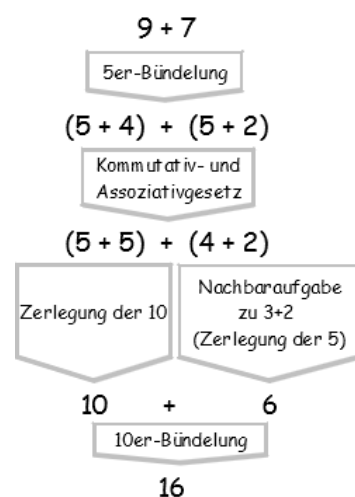 9 + 7
5er-Bündelung
(5 + 4) + (5 + 2)
Kommutativ- und
Assoziativgesetz
(5 + 5) + (4 + 2)
Zerlegung der 10
Nachbaraufgabe
zu 3+2
(Zerlegung der 5)
10 + 6
10er-Bündelung
16